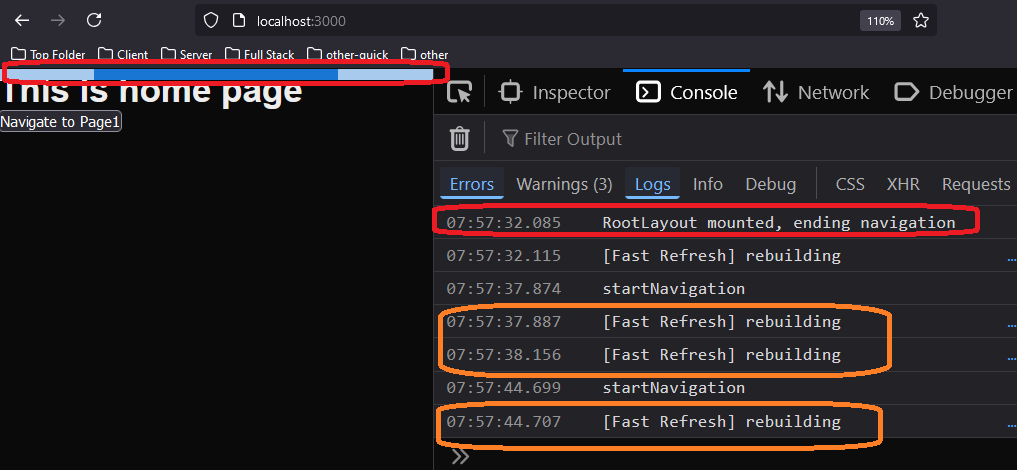 localhost:3000
110%
Top Folder Client Server Full Stack other-quick other
This is home page
Navigate to Page1
Inspector Console Network Debugger
Filter Output
Errors Warnings (3) Logs Info Debug CSS XHR Requests
07:57:32.085 RootLayout mounted, ending navigation
07:57:32.115 [Fast Refresh] rebuilding …
07:57:37.874 startNavigation
07:57:37.887 [Fast Refresh] rebuilding …
07:57:38.156 [Fast Refresh] rebuilding …
07:57:44.699 startNavigation
07:57:44.707 [Fast Refresh] rebuilding …